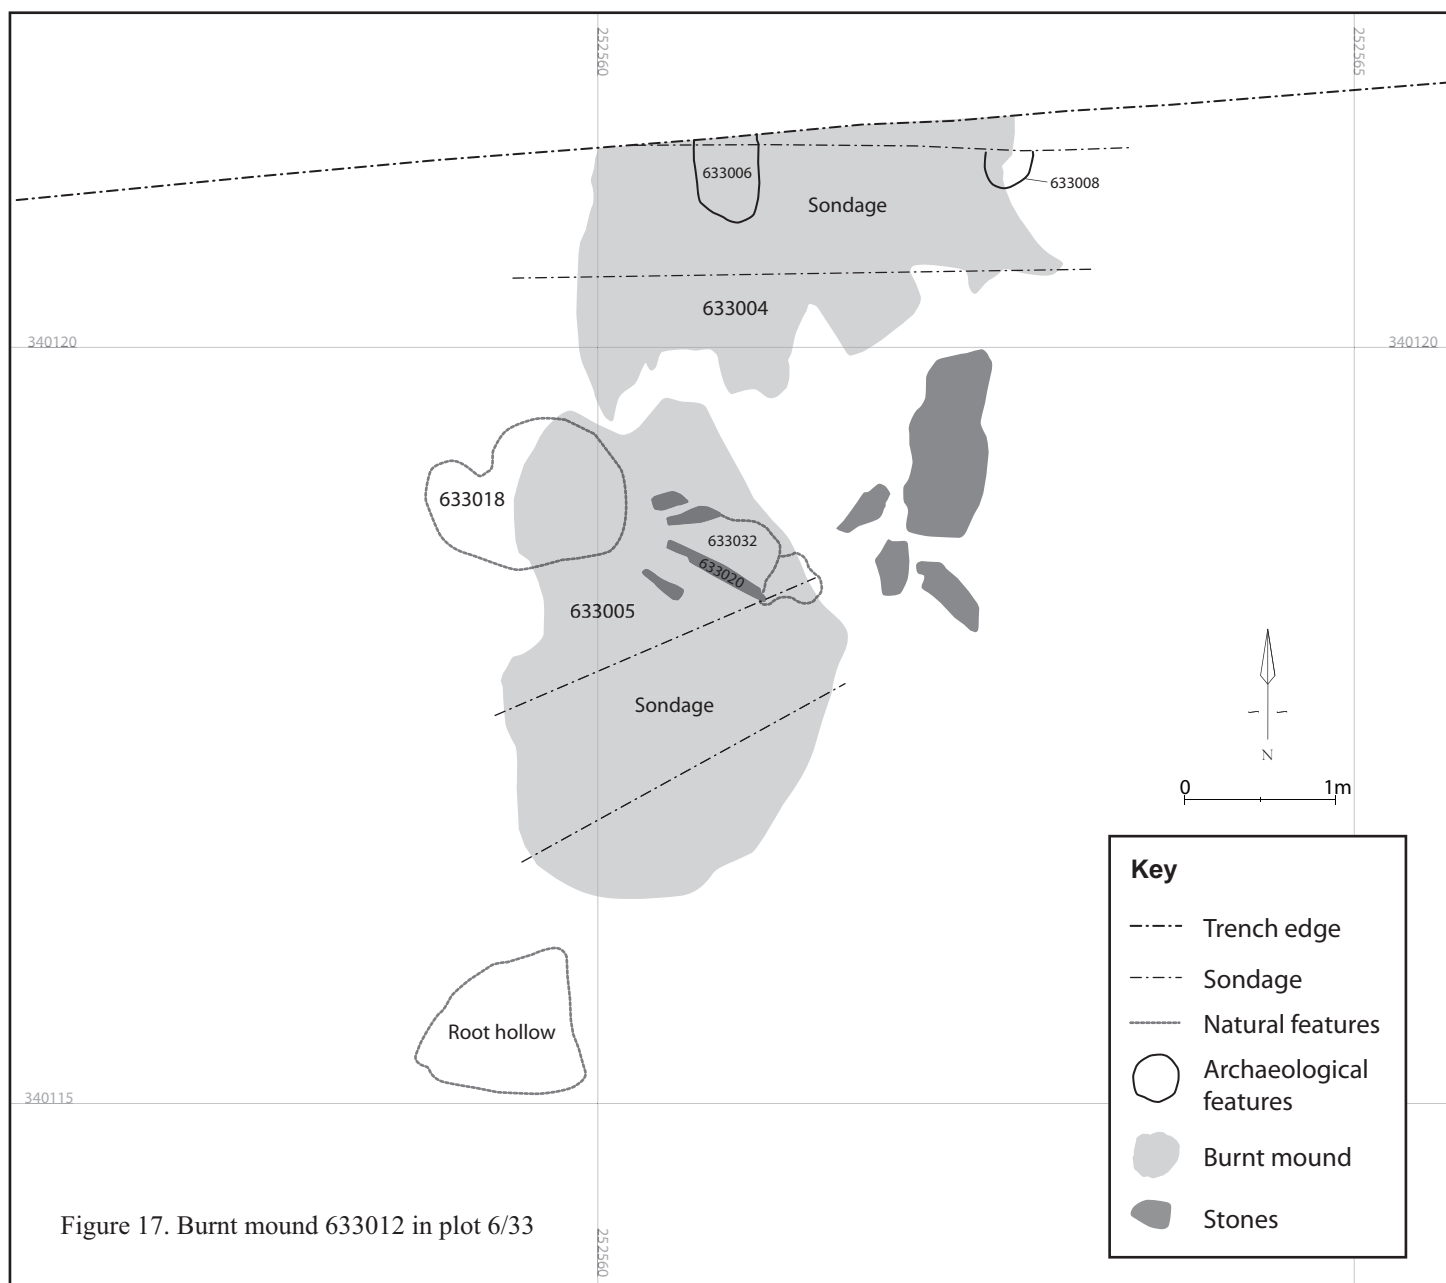 252560
252565
633006
633008
Sondage
633004
340120
340120
633018
633032
633020
633005
Sondage
N
0 1m
Key
Trench edge
Sondage
Natural features
Archaeological
features
Burnt mound
Stones
Root hollow
340115
Figure 17. Burnt mound 633012 in plot 6/33
252560